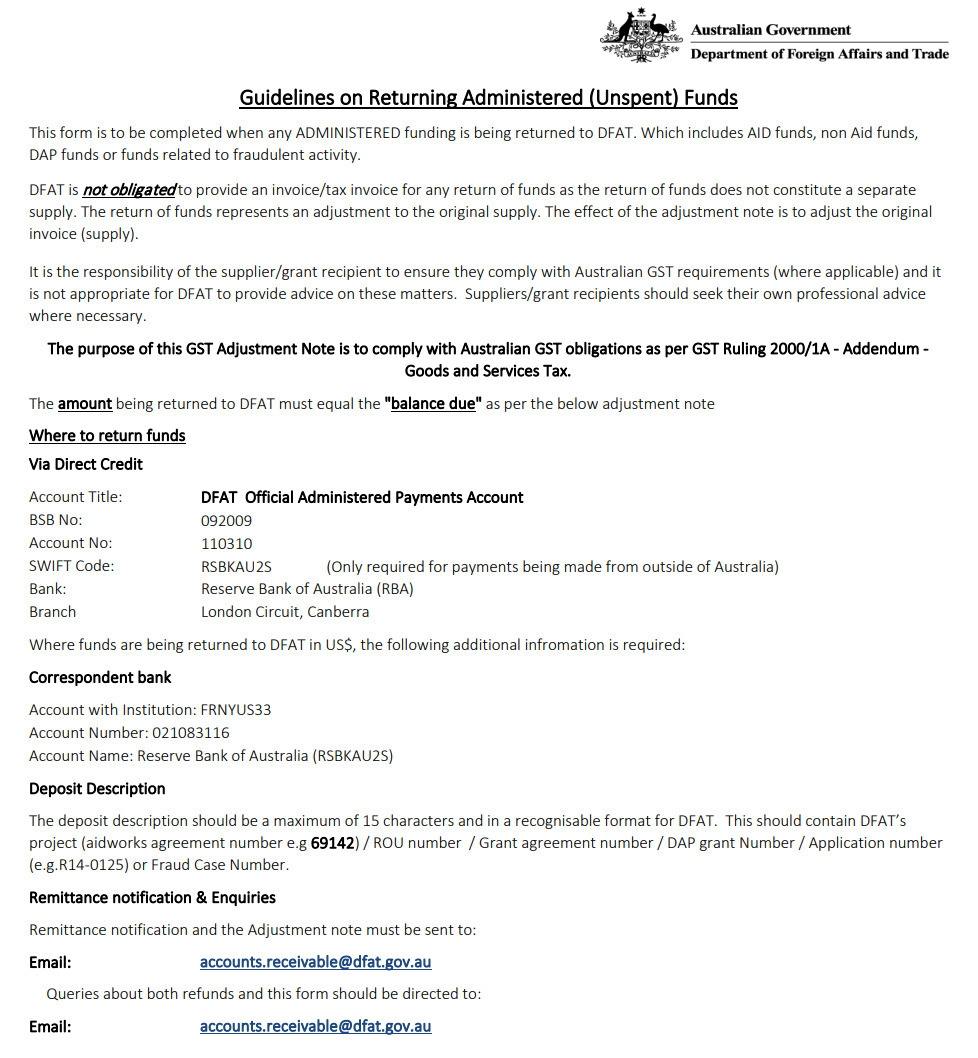 Australian Government
Department of Foreign Affairs and Trade
Guidelines on Returning Administered (Unspent) Funds
This form is to be completed when any ADMINISTERED funding is being returned to DFAT. Which includes AID funds, non Aid funds,
DAP funds or funds related to fraudulent activity.
DFAT is not obligated to provide an invoice/tax invoice for any return of funds as the return of funds does not constitute a separate
supply. The return of funds represents an adjustment to the original supply. The effect of the adjustment note is to adjust the original
invoice (supply).
It is the responsibility of the supplier/grant recipient to ensure they comply with Australian GST requirements (where applicable) and it
is not appropriate for DFAT to provide advice on these matters.  Suppliers/grant recipients should seek their own professional advice
where necessary.
The purpose of this GST Adjustment Note is to comply with Australian GST obligations as per GST Ruling 2000/1A - Addendum -
Goods and Services Tax.
The amount being returned to DFAT must equal the "balance due" as per the below adjustment note
Where to return funds
Via Direct Credit
Account Title: DFAT  Official Administered Payments Account
BSB No: 092009
Account No: 110310
SWIFT Code: RSBKAU2S (Only required for payments being made from outside of Australia)
Bank: Reserve Bank of Australia (RBA)
Branch London Circuit, Canberra
Where funds are being returned to DFAT in US$, the following additional infromation is required:
Correspondent bank
Account with Institution: FRNYUS33
Account Number: 021083116
Account Name: Reserve Bank of Australia (RSBKAU2S)
Deposit Description
The deposit description should be a maximum of 15 characters and in a recognisable format for DFAT.  This should contain DFAT’s
project (aidworks agreement number e.g 69142) / ROU number  / Grant agreement number / DAP grant Number / Application number
(e.g.R14-0125) or Fraud Case Number.
Remittance notification & Enquiries
Remittance notification and the Adjustment note must be sent to:
Email: accounts.receivable@dfat.gov.au
Queries about both refunds and this form should be directed to:
Email: accounts.receivable@dfat.gov.au